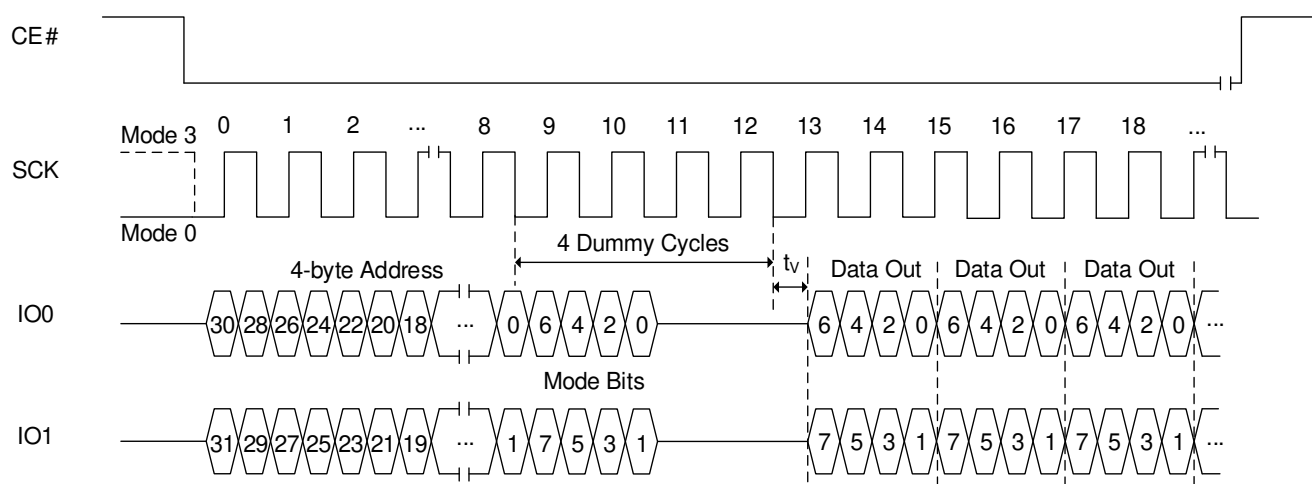 CE#
0 1 2 ... 8 9 10 11 12 13 14 15 16 17 18 ...
Mode 3
SCK
Mode 0
4 Dummy Cycles
4-byte Address tV Data Out Data Out Data Out
IO0 30 28 26 24 22 20 18 ... 0 6 4 2 0 6 4 2 0 6 4 2 0 6 4 2 0 ...
Mode Bits
IO1 31 29 27 25 23 21 19 ... 1 7 5 3 1 7 5 3 1 7 5 3 1 7 5 3 1 ...